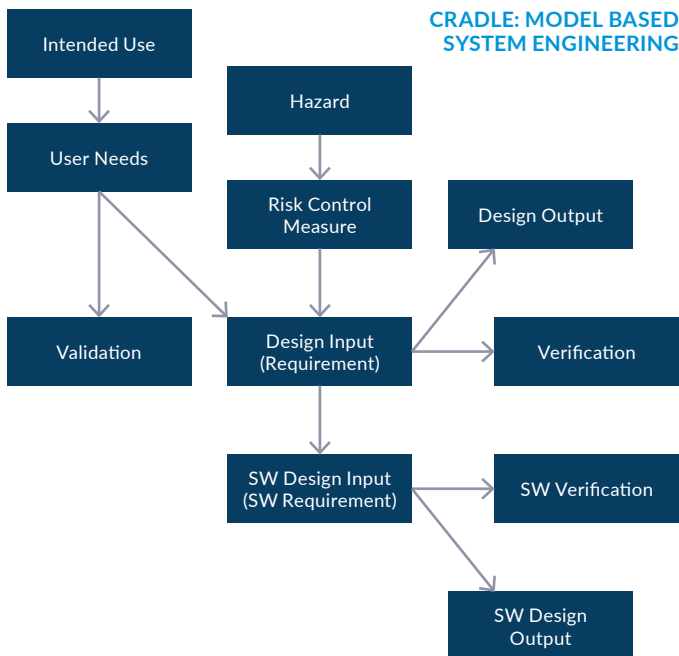 CRADLE: MODEL BASED
SYSTEM ENGINEERING
Intended Use
Hazard
User Needs
Risk Control
Measure
Design Output
Validation
Design Input
(Requirement)
Verification
SW Design Input
(SW Requirement)
SW Verification
SW Design
Output